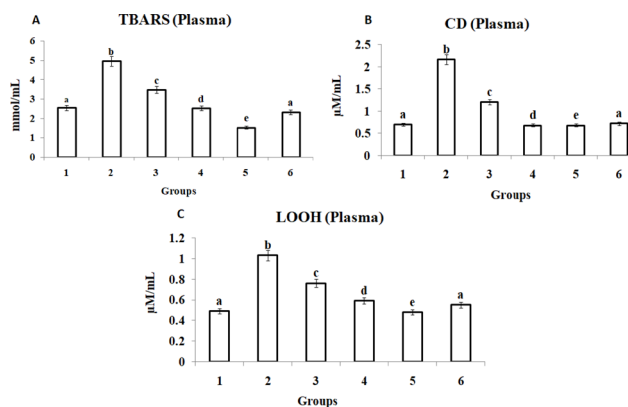 A
TBARS (Plasma)
mmol/mL
6
5
4
3
2
1
0
a
b
c
d
e
a
1 2 3 4 5 6
Groups
B
CD (Plasma)
µM/mL
2.5
2
1.5
1
0.5
0
a
b
c
d
e
a
1 2 3 4 5 6
Groups
C
LOOH (Plasma)
µM/mL
1.2
1
0.8
0.6
0.4
0.2
0
a
b
c
d
e
a
1 2 3 4 5 6
Groups